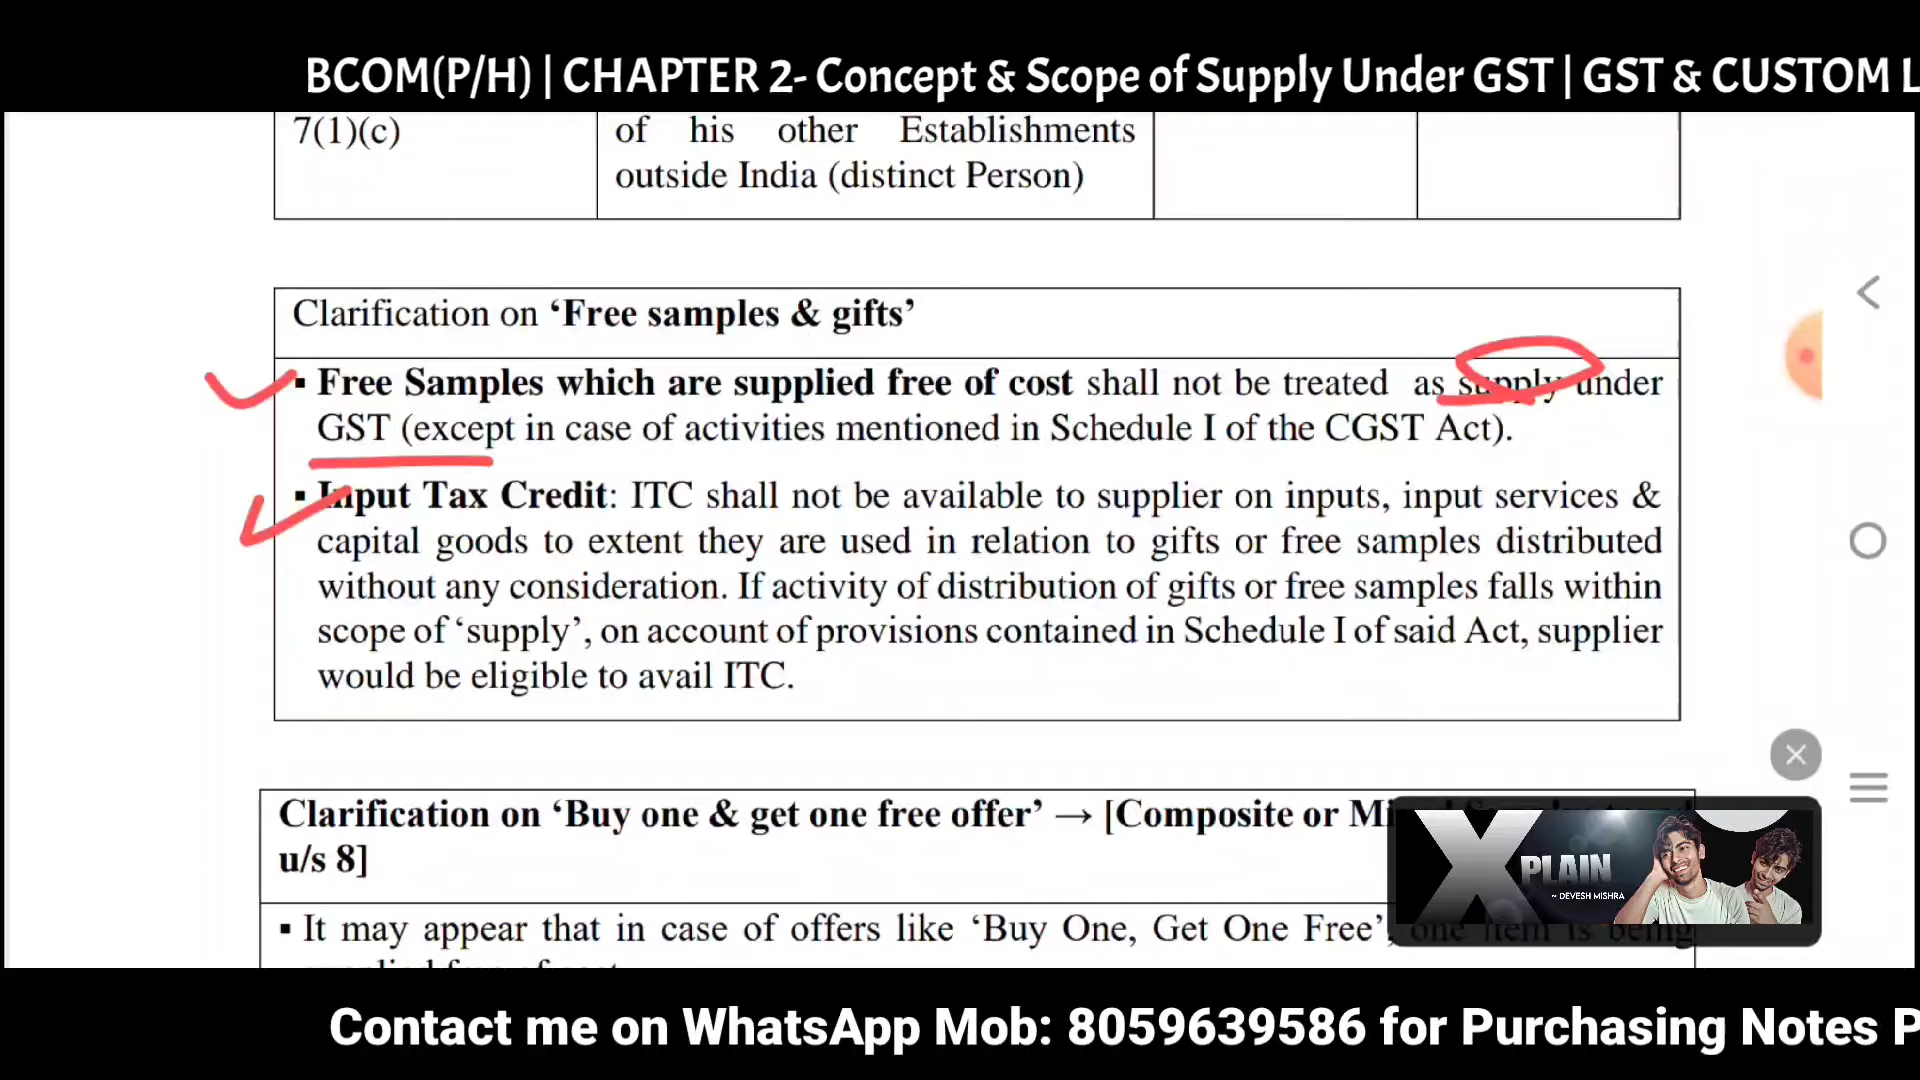 BCOM(P/H) | CHAPTER 2- Concept & Scope of Supply Under GST | GST & CUSTOM L
7(1)(c)
of his other Establishments
outside India (distinct Person)
Clarification on ‘Free samples & gifts’
▪ Free Samples which are supplied free of cost shall not be treated as supply under
GST (except in case of activities mentioned in Schedule I of the CGST Act).
▪ Input Tax Credit: ITC shall not be available to supplier on inputs, input services &
capital goods to extent they are used in relation to gifts or free samples distributed
without any consideration. If activity of distribution of gifts or free samples falls within
scope of ‘supply’, on account of provisions contained in Schedule I of said Act, supplier
would be eligible to avail ITC.
Clarification on ‘Buy one & get one free offer’ → [Composite or
u/s 8]
▪ It may appear that in case of offers like ‘Buy One, Get One Free’, one item is being
XPLAIN
~ DEVESH MISHRA
Contact me on WhatsApp Mob: 8059639586 for Purchasing Notes P